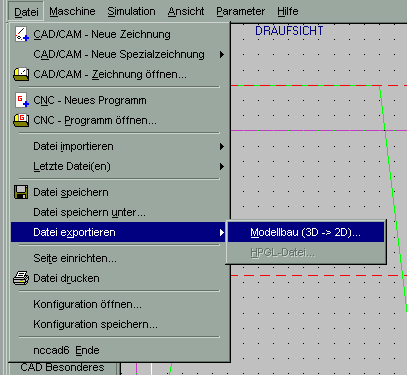 Datei Maschine Simulation Ansicht Parameter Hilfe
DRAUFSICHT
CAD/CAM - Neue Zeichnung
CAD/CAM - Neue Spezialzeichnung
CAD/CAM - Zeichnung öffnen...
CNC - Neues Programm
CNC - Programm öffnen...
Datei importieren
Letzte Datei(en)
Datei speichern
Datei speichern unter...
Datei exportieren
Modellbau (3D -> 2D)...
HPGL-Datei...
Seite einrichten...
Datei drucken
Konfiguration öffnen...
Konfiguration speichern...
nccad6 Ende
CAD Besonderes